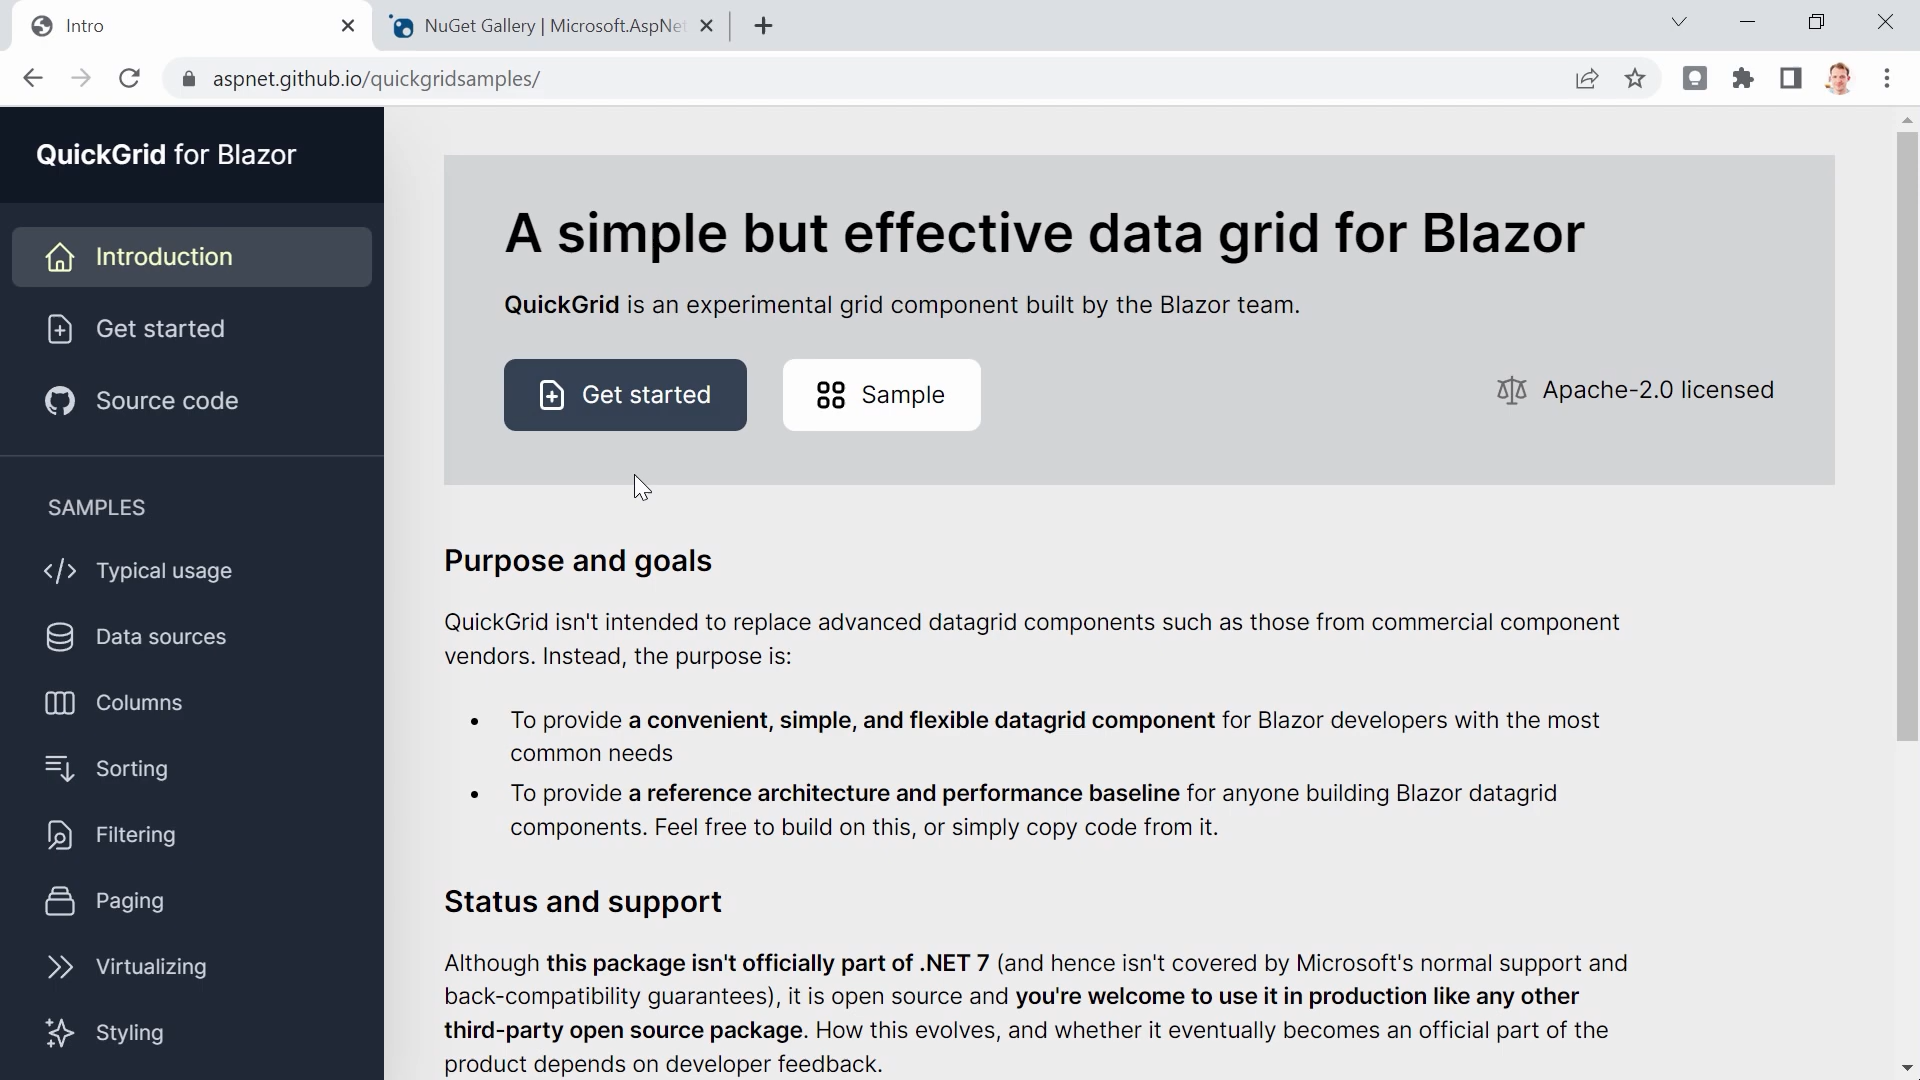 Intro
NuGet Gallery | Microsoft.AspNet
aspnet.github.io/quickgridsamples/
QuickGrid for Blazor
Introduction
Get started
Source code
SAMPLES
Typical usage
Data sources
Columns
Sorting
Filtering
Paging
Virtualizing
Styling
A simple but effective data grid for Blazor
QuickGrid is an experimental grid component built by the Blazor team.
Get started
Sample
Apache-2.0 licensed
Purpose and goals
QuickGrid isn't intended to replace advanced datagrid components such as those from commercial component
vendors. Instead, the purpose is:
• To provide a convenient, simple, and flexible datagrid component for Blazor developers with the most
common needs
• To provide a reference architecture and performance baseline for anyone building Blazor datagrid
components. Feel free to build on this, or simply copy code from it.
Status and support
Although this package isn't officially part of .NET 7 (and hence isn't covered by Microsoft's normal support and
back-compatibility guarantees), it is open source and you're welcome to use it in production like any other
third-party open source package. How this evolves, and whether it eventually becomes an official part of the
product depends on developer feedback.